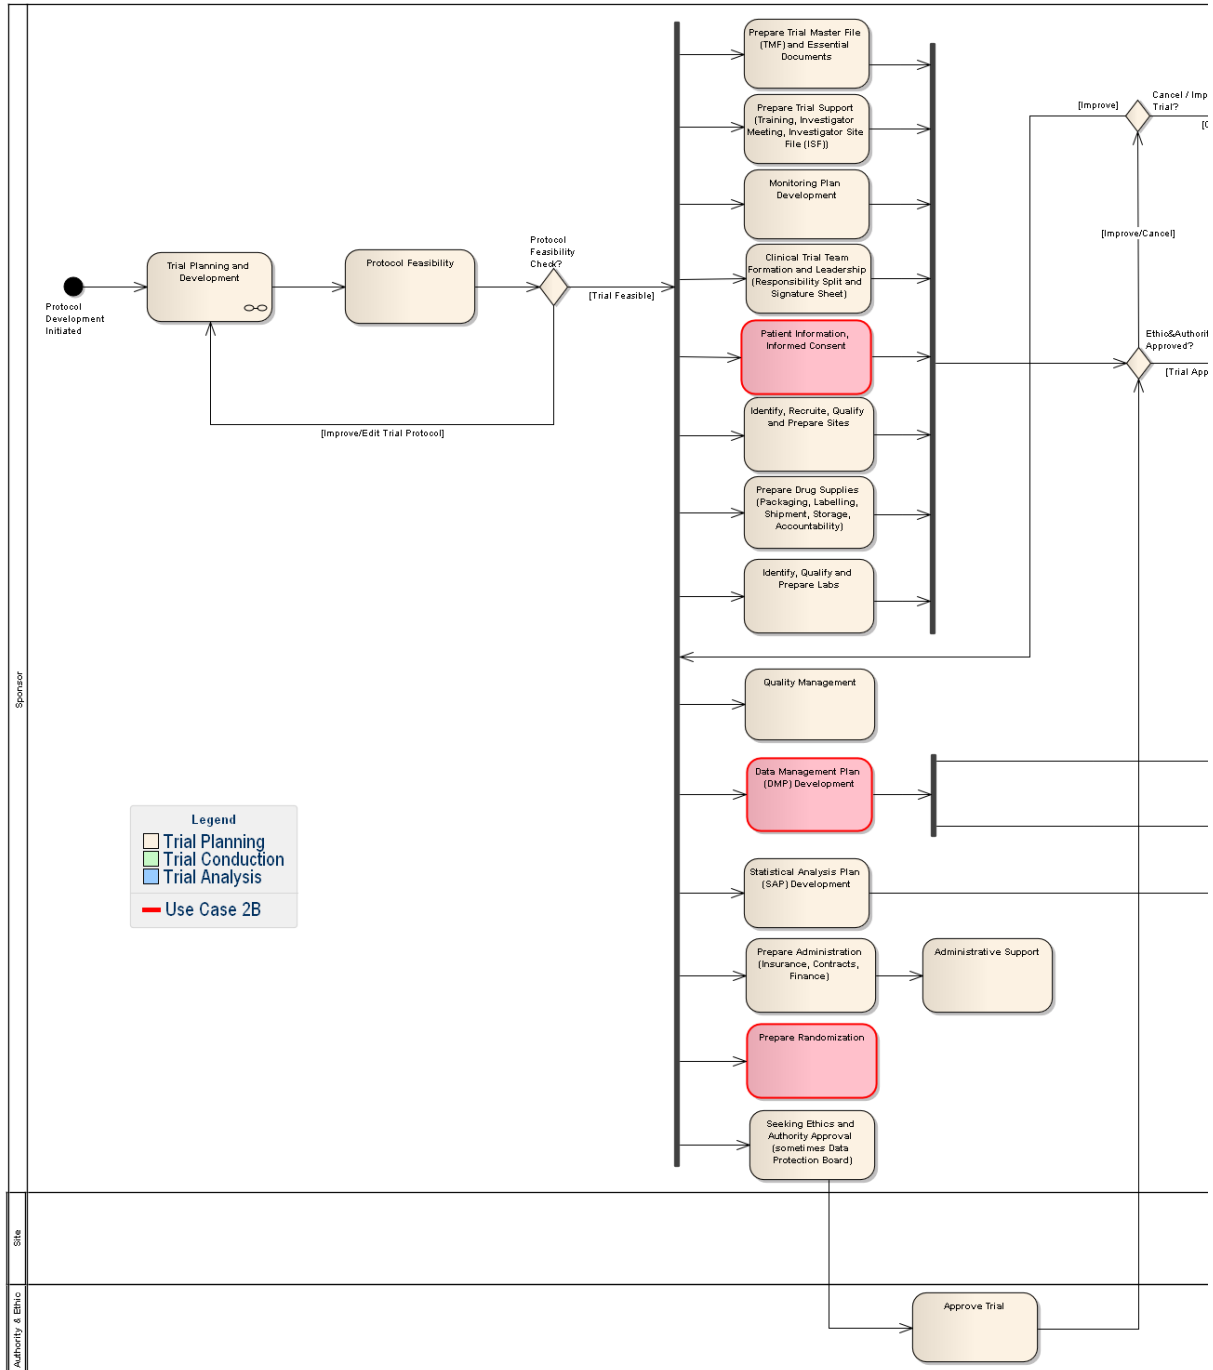 Prepare Trial Master File
(TMF) and Essential
Documents
Cancel / Imp
Trial?
[Improve]
Prepare Trial Support
(Training, Investigator
Meeting, Investigator Site
File (ISF))
Monitoring Plan
Development
[Improve/Cancel]
Protocol
Feasibility
Check?
Trial Planning and
Development
Protocol Feasibility
Clinical Trial Team
Formation and Leadership
(Responsibility Split and
Signature Sheet)
[Trial Feasible]
Protocol
Development
Initiated
Patient Information,
Informed Consent
Ethic&Authorit
Approved?
[Trial App
[Improve/Edit Trial Protocol]
Identify, Recruite, Qualify
and Prepare Sites
Prepare Drug Supplies
(Packaging, Labelling,
Shipment, Storage,
Accountability)
Identify, Qualify and
Prepare Labs
Sponsor
Quality Management
Data Management Plan
(DMP) Development
Legend
Trial Planning
Trial Conduction
Trial Analysis
Use Case 2B
Statistical Analysis Plan
(SAP) Development
Prepare Administration
(Insurance, Contracts,
Finance)
Administrative Support
Prepare Randomization
Seeking Ethics and
Authority Approval
(sometimes Data
Protection Board)
Site
Authority & Ethic
Approve Trial